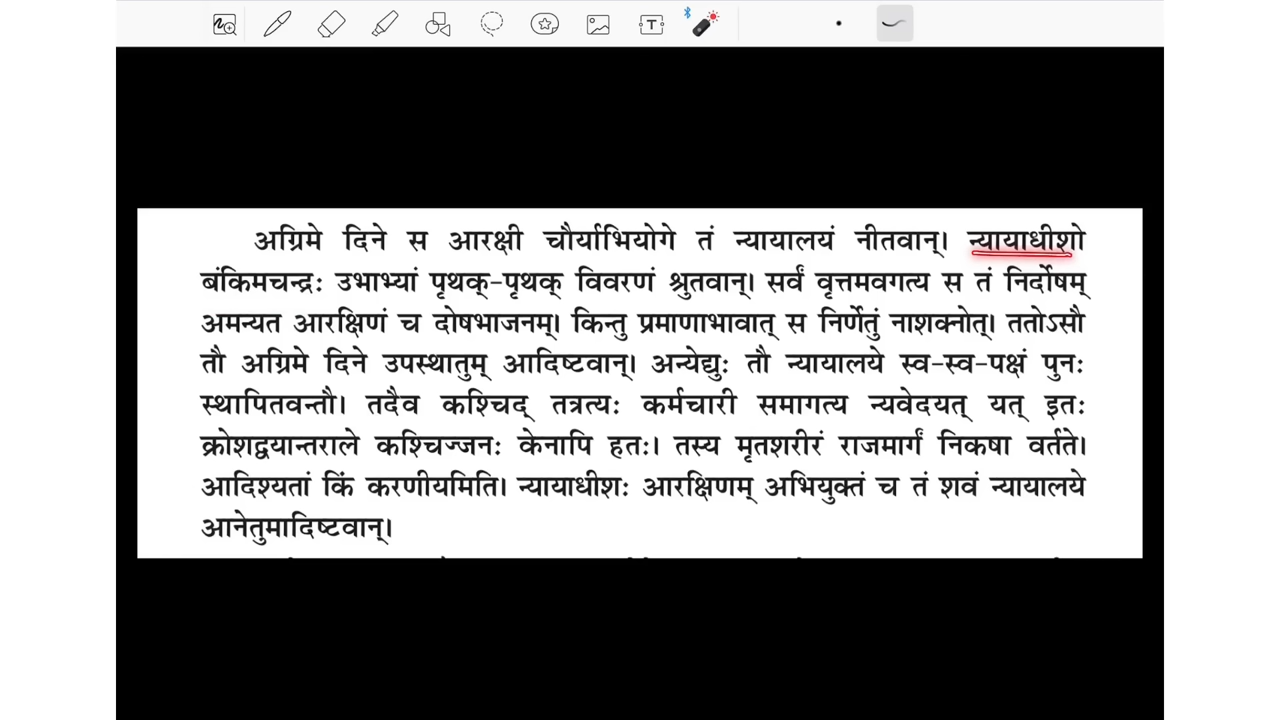 अग्रिमे दिने स आरक्षी चौर्याभियोगे तं न्यायालयं नीतवान्। न्यायाधीशो
बंकिमचन्द्रः उभाभ्यां पृथक्-पृथक् विवरणं श्रुतवान्। सर्वं वृत्तमवगत्य स तं निर्दोषम्
अमन्यत आरक्षिणं च दोषभाजनम्। किन्तु प्रमाणाभावात् स निर्णेतुं नाशक्नोत्। ततोऽसौ
तौ अग्रिमे दिने उपस्थातुम् आदिष्टवान्। अन्येद्युः तौ न्यायालये स्व-स्व-पक्षं पुनः
स्थापितवन्तौ। तदैव कश्चिद् तत्रत्यः कर्मचारी समागत्य न्यवेदयत् यत् इतः
क्रोशद्वयान्तराले कश्चिज्जनः केनापि हतः। तस्य मृतशरीरं राजमार्गं निकषा वर्तते।
आदिश्यतां किं करणीयमिति। न्यायाधीशः आरक्षिणम् अभियुक्तं च तं शवं न्यायालये
आनेतुमादिष्टवान्।